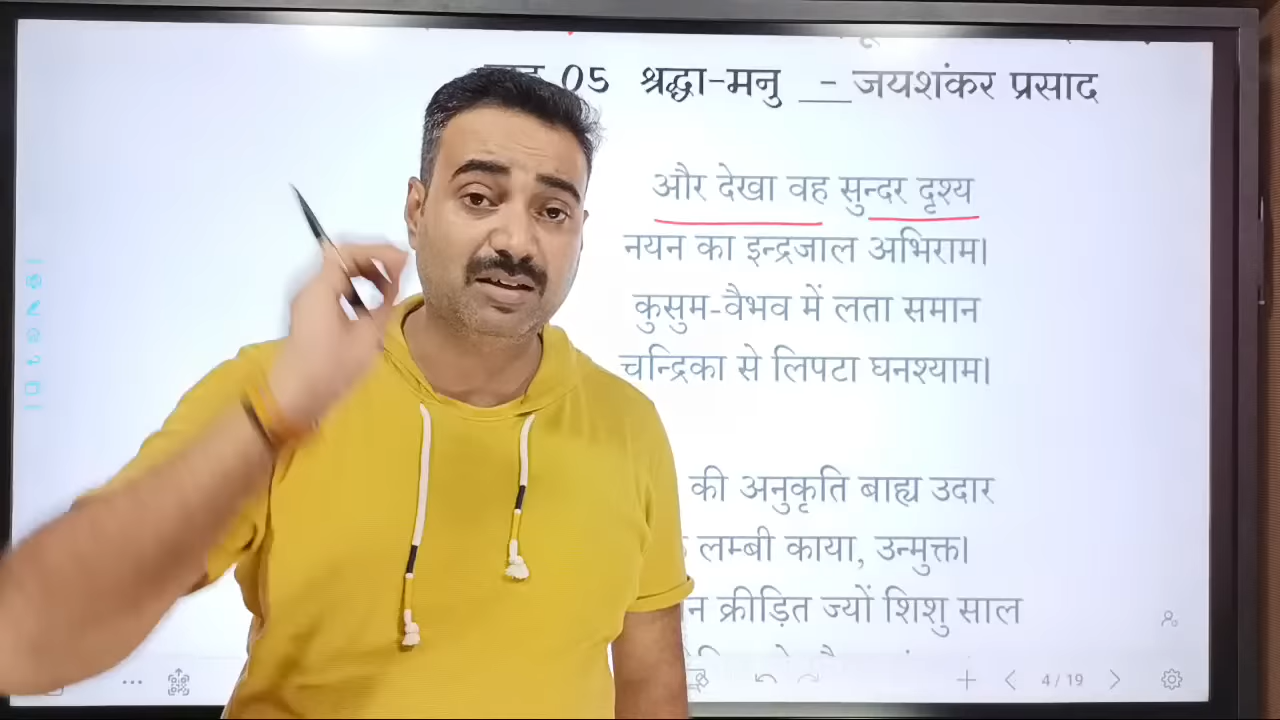 05 श्रद्धा-मनु - जयशंकर प्रसाद
और देखा वह सुन्दर दृश्य
नयन का इन्द्रजाल अभिराम।
कुसुम-वैभव में लता समान
चन्द्रिका से लिपटा घनश्याम।
की अनुकृति बाह्य उदार
लम्बी काया, उन्मुक्त।
क्रीड़ित ज्यों शिशु साल
4 / 19